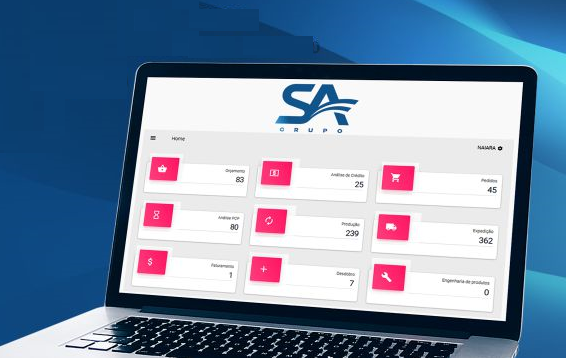 SA
GRUPO
Home
NAIARA
Orçamento
83
Análise de Crédito
25
Pedidos
45
Análise PCP
80
Produção
239
Expedição
362
Faturamento
1
Desistidos
7
Engenharia de produtos
0